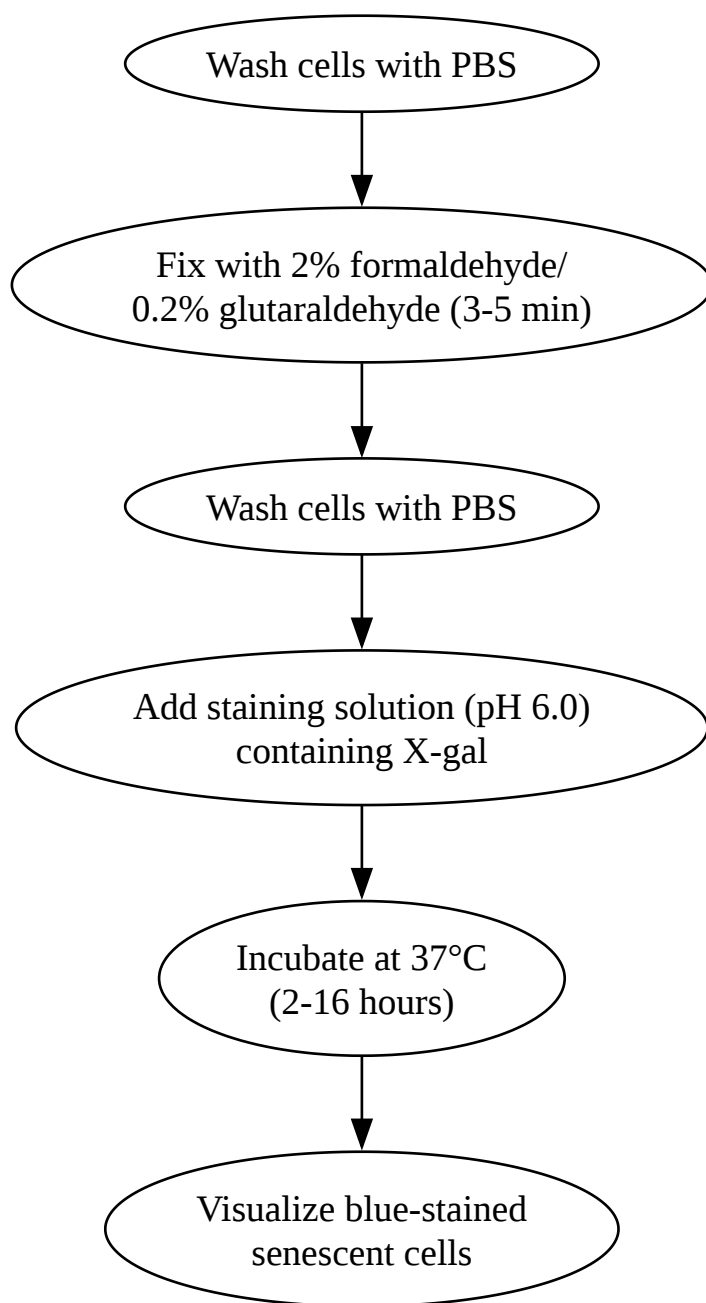 Wash cells with PBS
Fix with 2% formaldehyde/
0.2% glutaraldehyde (3-5 min)
Wash cells with PBS
Add staining solution (pH 6.0)
containing X-gal
Incubate at 37°C
(2-16 hours)
Visualize blue-stained
senescent cells